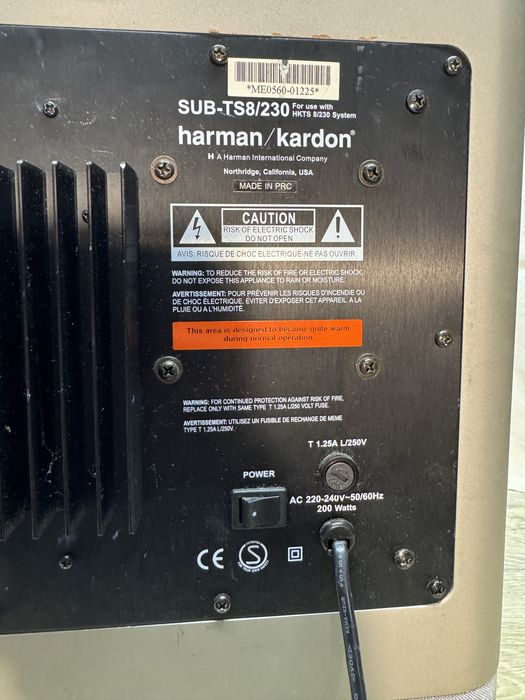 *ME0560-01225*
SUB-TS8/230 For use with
HKTS 8/230 System
harman/kardon®
H A Harman International Company
Northridge, California, USA
MADE IN PRC
CAUTION
RISK OF ELECTRIC SHOCK
DO NOT OPEN
AVIS: RISQUE DE CHOC ELECTRIQUE-NE PAS OUVRIR.
WARNING: TO REDUCE THE RISK OF FIRE OR ELECTRIC SHOCK,
DO NOT EXPOSE THIS APPLIANCE TO RAIN OR MOISTURE.
AVERTISSEMENT: POUR PRÉVENIR LES RISQUES D'INCENDIE OU
DE CHOC ÉLECTRIQUE, ÉVITER D'EXPOSER CET APPAREIL A LA
PLUIE OU A L'HUMIDITÉ.
This area is designed to become quite warm
during normal operation.
WARNING: FOR CONTINUED PROTECTION AGAINST RISK OF FIRE,
REPLACE ONLY WITH SAME TYPE T 1.25A L/250 VOLT FUSE.
AVERTISSEMENT: UTILISEZ UN FUSIBLE DE RECHANGE DE MEME
TYPE T 1.25A L/250V.
T 1.25A L/250V
POWER
AC 220-240V~50/60Hz
200 Watts
CE
S